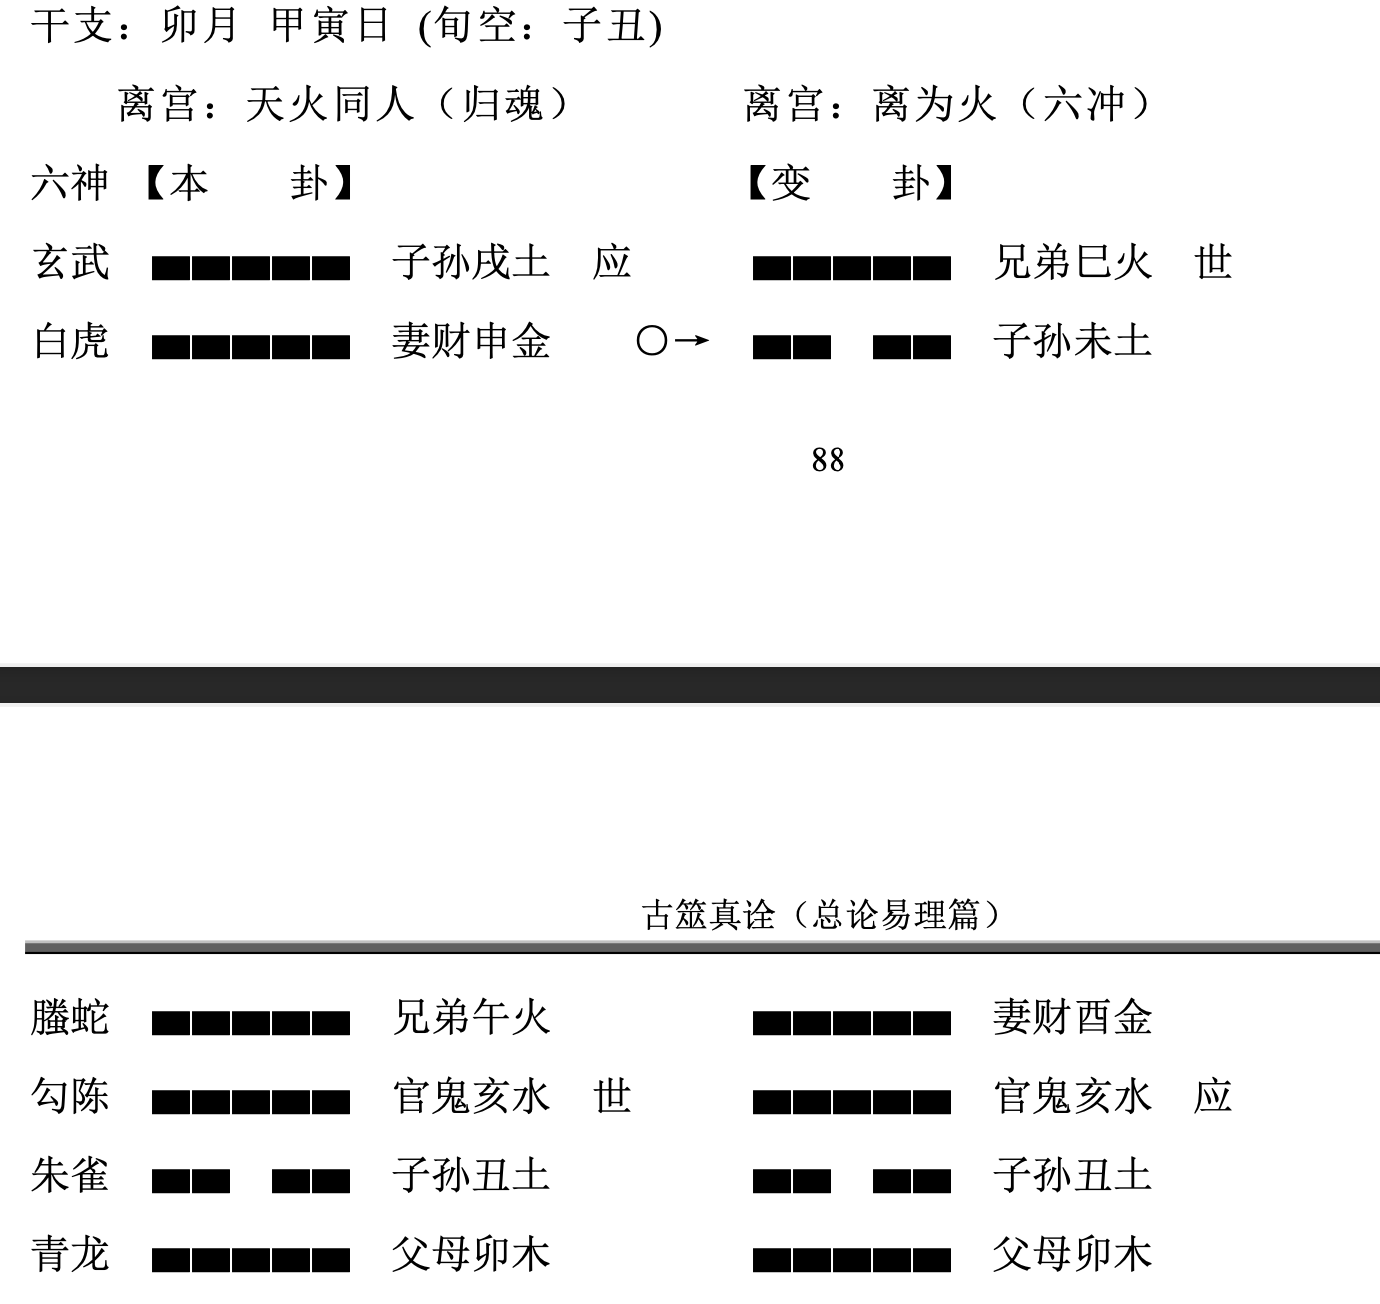 干支：卯月 甲寅日 (旬空：子丑)
离宫：天火同人（归魂） 离宫：离为火（六冲）
六神 【本 卦】 【变 卦】
玄武 子孙戌土 应 兄弟巳火 世
白虎 妻财申金 ○→ 子孙未土
88
古筮真诠（总论易理篇）
螣蛇 兄弟午火 妻财酉金
勾陈 官鬼亥水 世 官鬼亥水 应
朱雀 子孙丑土 子孙丑土
青龙 父母卯木 父母卯木